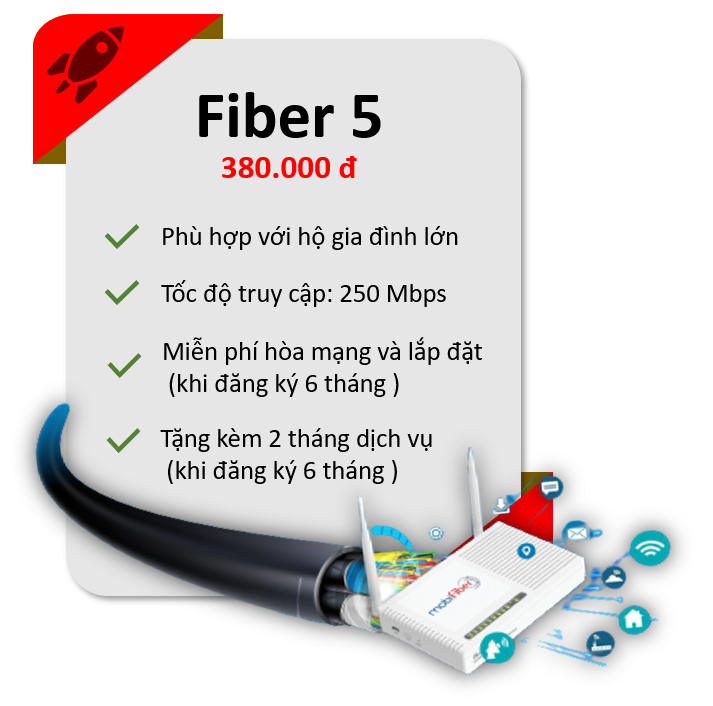 Fiber 5
380.000 đ
Phù hợp với hộ gia đình lớn
Tốc độ truy cập: 250 Mbps
Miễn phí hòa mạng và lắp đặt
(khi đăng ký 6 tháng )
Tặng kèm 2 tháng dịch vụ
(khi đăng ký 6 tháng )
mobiFiber